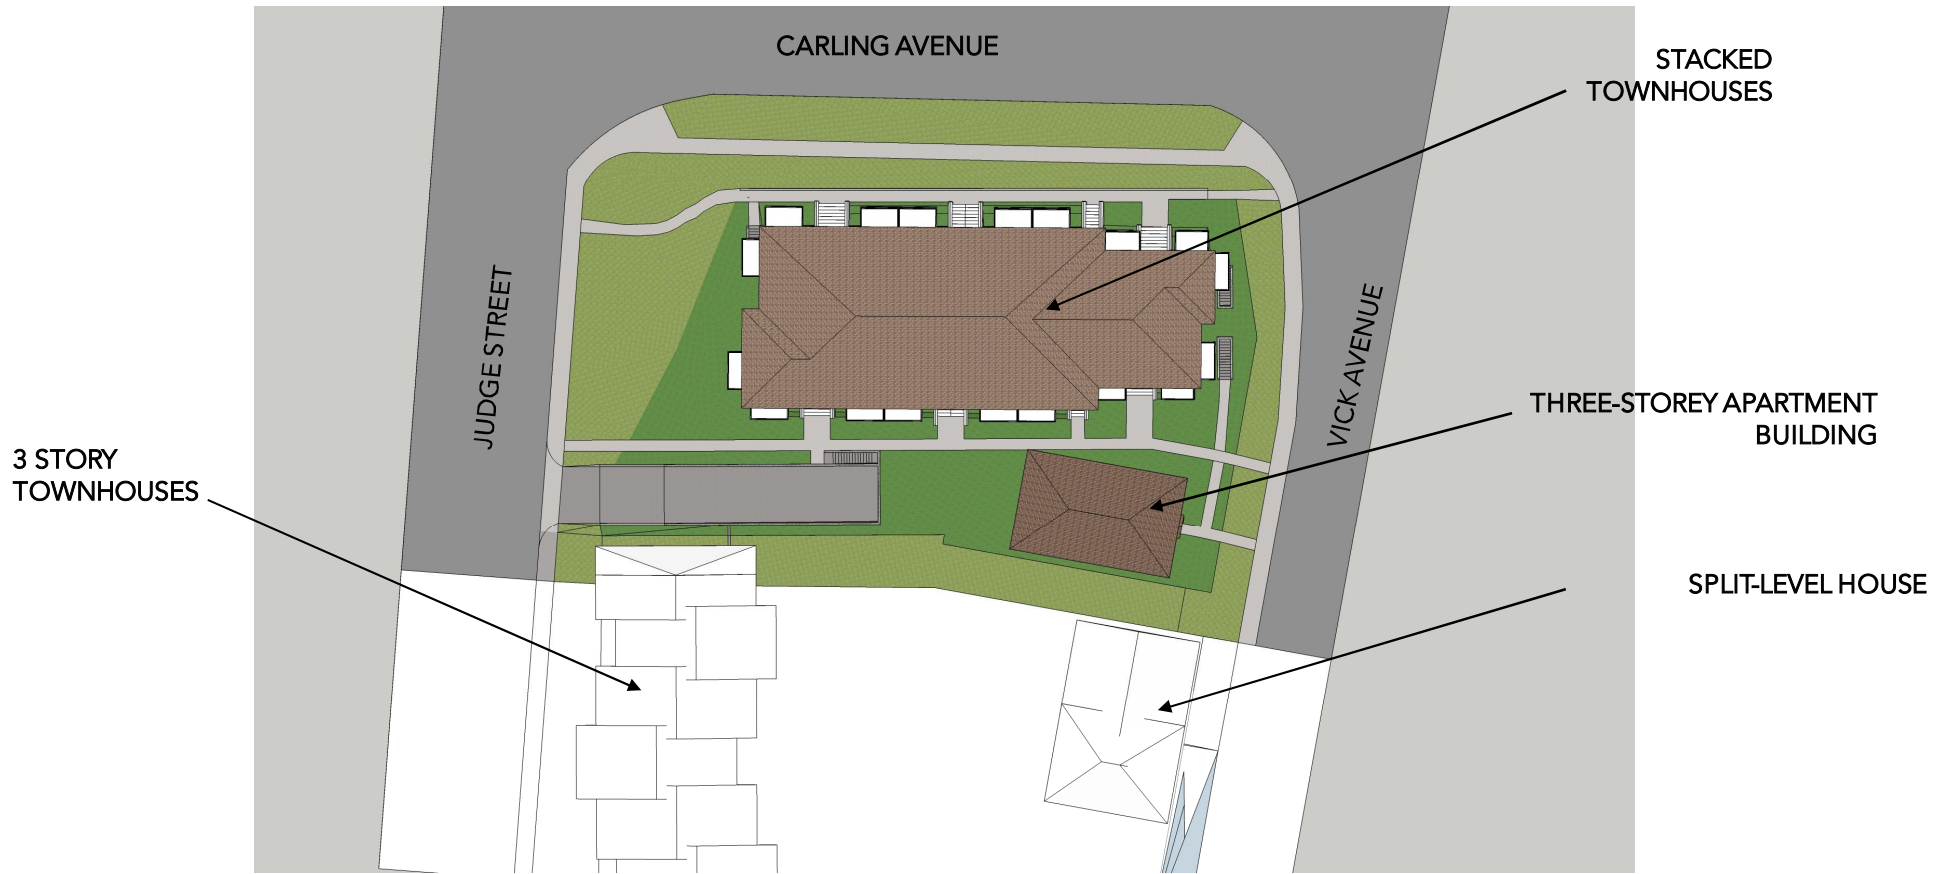 CARLING AVENUE
STACKED
TOWNHOUSES
JUDGE STREET
VICK AVENUE
THREE-STOREY APARTMENT
BUILDING
3 STORY
TOWNHOUSES
SPLIT-LEVEL HOUSE